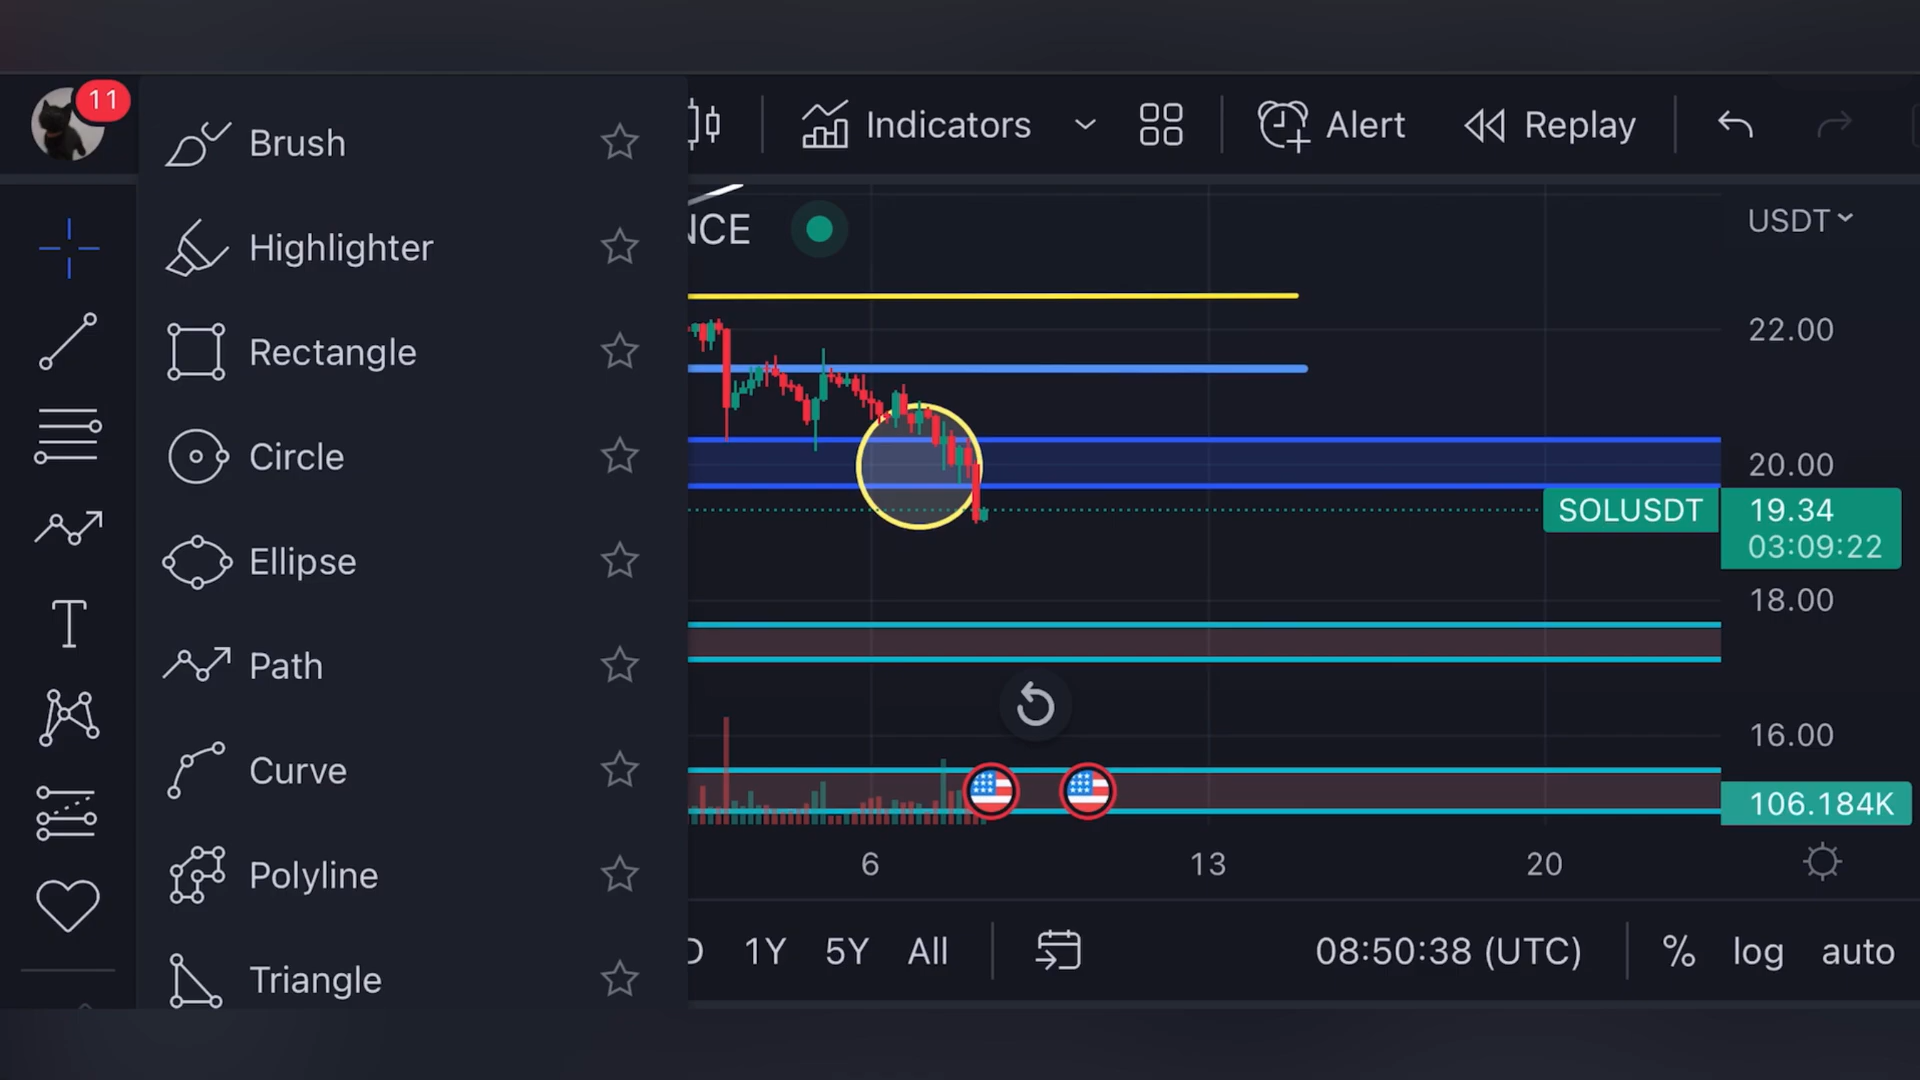 11
Brush
Highlighter
Rectangle
Circle
Ellipse
Path
Curve
Polyline
Triangle
Indicators
Alert
Replay
NCE
USDT
22.00
20.00
SOLUSDT
19.34
03:09:22
18.00
16.00
106.184K
6 13 20
D 1Y 5Y All
08:50:38 (UTC)
% log auto